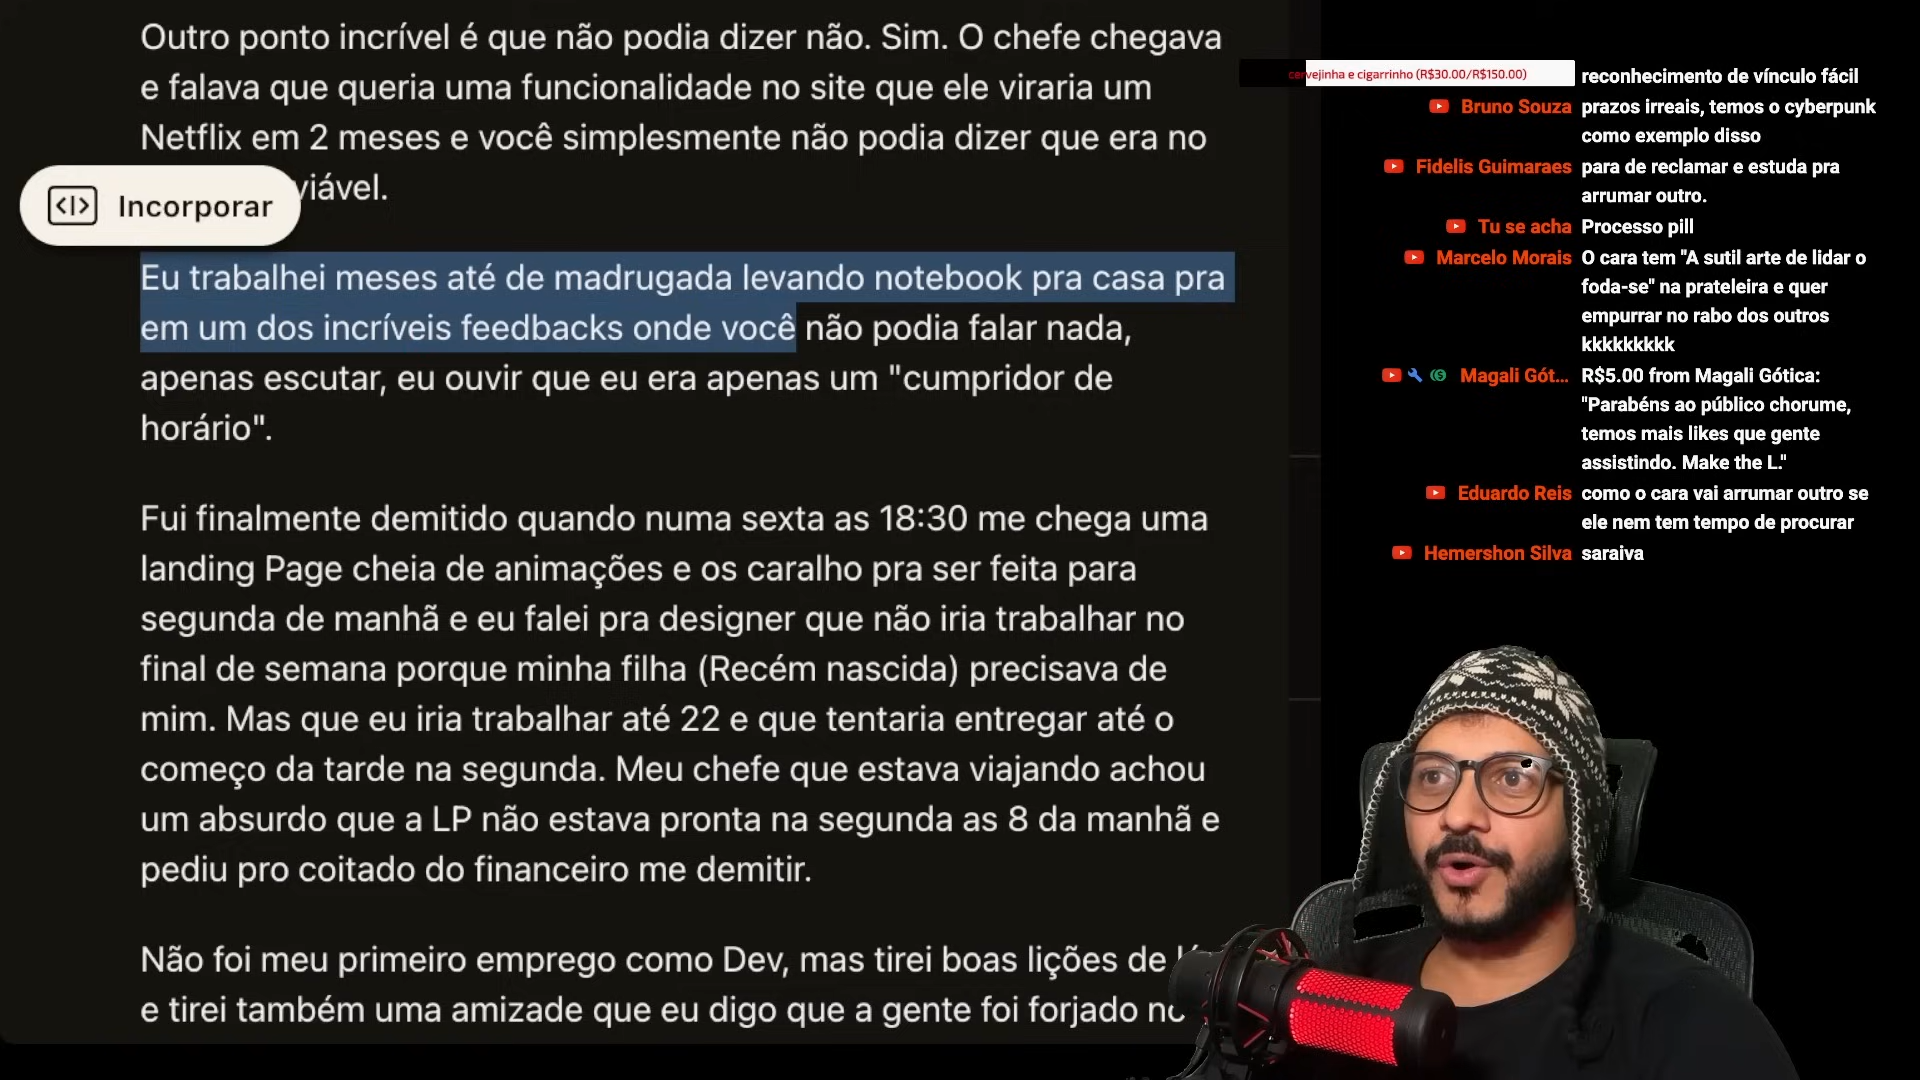 Outro ponto incrível é que não podia dizer não. Sim. O chefe chegava
e falava que queria uma funcionalidade no site que ele viraria um
Netflix em 2 meses e você simplesmente não podia dizer que era no
viável.
Incorporar
Eu trabalhei meses até de madrugada levando notebook pra casa pra
em um dos incríveis feedbacks onde você não podia falar nada,
apenas escutar, eu ouvir que eu era apenas um "cumpridor de
horário".
Fui finalmente demitido quando numa sexta as 18:30 me chega uma
landing Page cheia de animações e os caralho pra ser feita para
segunda de manhã e eu falei pra designer que não iria trabalhar no
final de semana porque minha filha (Recém nascida) precisava de
mim. Mas que eu iria trabalhar até 22 e que tentaria entregar até o
começo da tarde na segunda. Meu chefe que estava viajando achou
um absurdo que a LP não estava pronta na segunda as 8 da manhã e
pediu pro coitado do financeiro me demitir.
Não foi meu primeiro emprego como Dev, mas tirei boas lições de
e tirei também uma amizade que eu digo que a gente foi forjado
cervejinha e cigarrinho (R$30.00/R$150.00)
reconhecimento de vínculo fácil
Bruno Souza prazos irreais, temos o cyberpunk
como exemplo disso
Fidelis Guimaraes para de reclamar e estuda pra
arrumar outro.
Tu se acha Processo pill
Marcelo Morais O cara tem "A sutil arte de lidar o
foda-se" na prateleira e quer
empurrar no rabo dos outros
kkkkkkkkk
Magali Gót... R$5.00 from Magali Gótica:
"Parabéns ao público chorume,
temos mais likes que gente
assistindo. Make the L."
Eduardo Reis como o cara vai arrumar outro se
ele nem tem tempo de procurar
Hemershon Silva saraiva